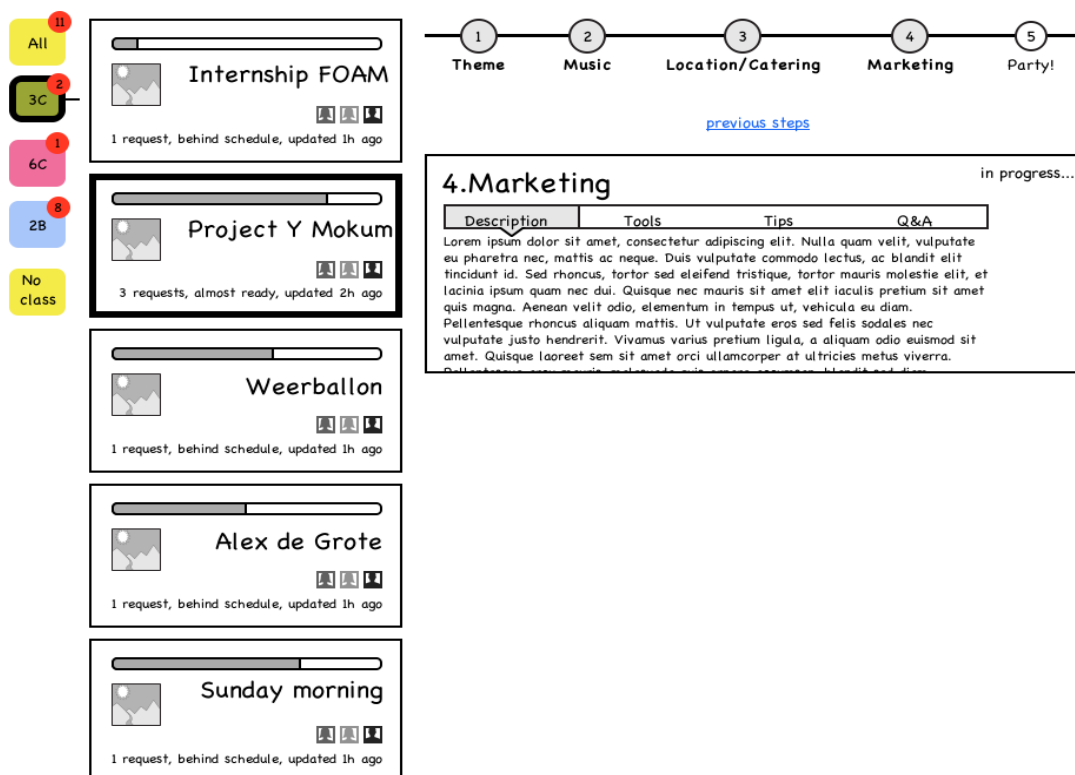 11
All
2
3C
1
6C
8
2B
No
class
Internship FOAM
1 request, behind schedule, updated 1h ago
Project Y Mokum
3 requests, almost ready, updated 2h ago
Weerballon
1 request, behind schedule, updated 1h ago
Alex de Grote
1 request, behind schedule, updated 1h ago
Sunday morning
1 request, behind schedule, updated 1h ago
1 2 3 4 5
Theme Music Location/Catering Marketing Party!
previous steps
4.Marketing
in progress...
Description Tools Tips Q&A
Lorem ipsum dolor sit amet, consectetur adipiscing elit. Nulla quam velit, vulputate
eu pharetra nec, mattis ac neque. Duis vulputate commodo lectus, ac blandit elit
tincidunt id. Sed rhoncus, tortor sed eleifend tristique, tortor mauris molestie elit, et
lacinia ipsum quam nec dui. Quisque nec mauris sit amet elit iaculis pretium sit amet
quis magna. Aenean velit odio, elementum in tempus ut, vehicula eu diam.
Pellentesque rhoncus aliquam mattis. Ut vulputate eros sed felis sodales nec
vulputate justo hendrerit. Vivamus varius pretium ligula, a aliquam odio euismod sit
amet. Quisque laoreet sem sit amet orci ullamcorper at ultricies metus viverra.